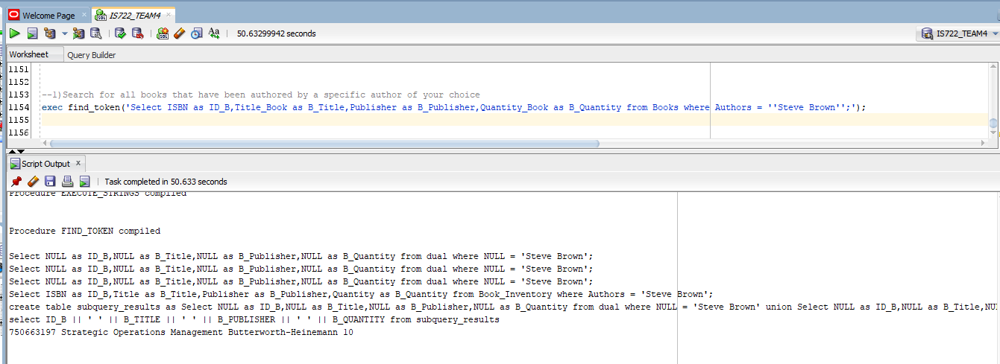 Welcome Page
IS722_TEAM4
50.63299942 seconds
IS722_TEAM4
Worksheet
Query Builder
1151
1152
1153 --1)Search for all books that have been authored by a specific author of your choice
1154 exec find_token('Select ISBN as ID_B,Title_Book as B_Title,Publisher as B_Publisher,Quantity_Book as B_Quantity from Books where Authors = ''Steve Brown'';');
1155
1156
Script Output
Task completed in 50.633 seconds
Procedure EXECUTE_STRINGS compiled
Procedure FIND_TOKEN compiled
Select NULL as ID_B,NULL as B_Title,NULL as B_Publisher,NULL as B_Quantity from dual where NULL = 'Steve Brown';
Select NULL as ID_B,NULL as B_Title,NULL as B_Publisher,NULL as B_Quantity from dual where NULL = 'Steve Brown';
Select NULL as ID_B,NULL as B_Title,NULL as B_Publisher,NULL as B_Quantity from dual where NULL = 'Steve Brown';
Select ISBN as ID_B,Title as B_Title,Publisher as B_Publisher,Quantity as B_Quantity from Book_Inventory where Authors = 'Steve Brown';
create table subquery_results as Select NULL as ID_B,NULL as B_Title,NULL as B_Publisher,NULL as B_Quantity from dual where NULL = 'Steve Brown' union Select NULL as ID_B,NULL as B_Title,NU
select ID_B || ' ' || B_TITLE || ' ' || B_PUBLISHER || ' ' || B_QUANTITY from subquery_results
750663197 Strategic Operations Management Butterworth-Heinemann 10